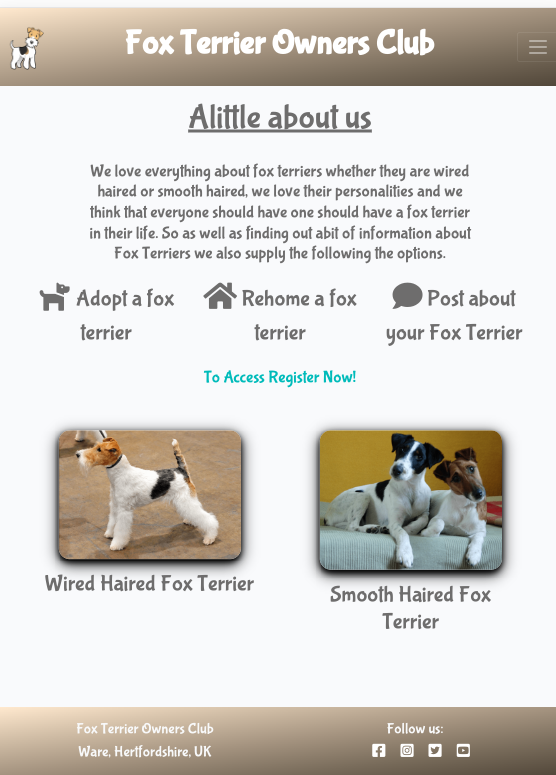 Fox Terrier Owners Club
Alittle about us
We love everything about fox terriers whether they are wired
haired or smooth haired, we love their personalities and we
think that everyone should have one should have a fox terrier
in their life. So as well as finding out abit of information about
Fox Terriers we also supply the following the options.
Adopt a fox
terrier
Rehome a fox
terrier
Post about
your Fox Terrier
To Access Register Now!
Wired Haired Fox Terrier
Smooth Haired Fox
Terrier
Fox Terrier Owners Club
Ware, Hertfordshire, UK
Follow us: